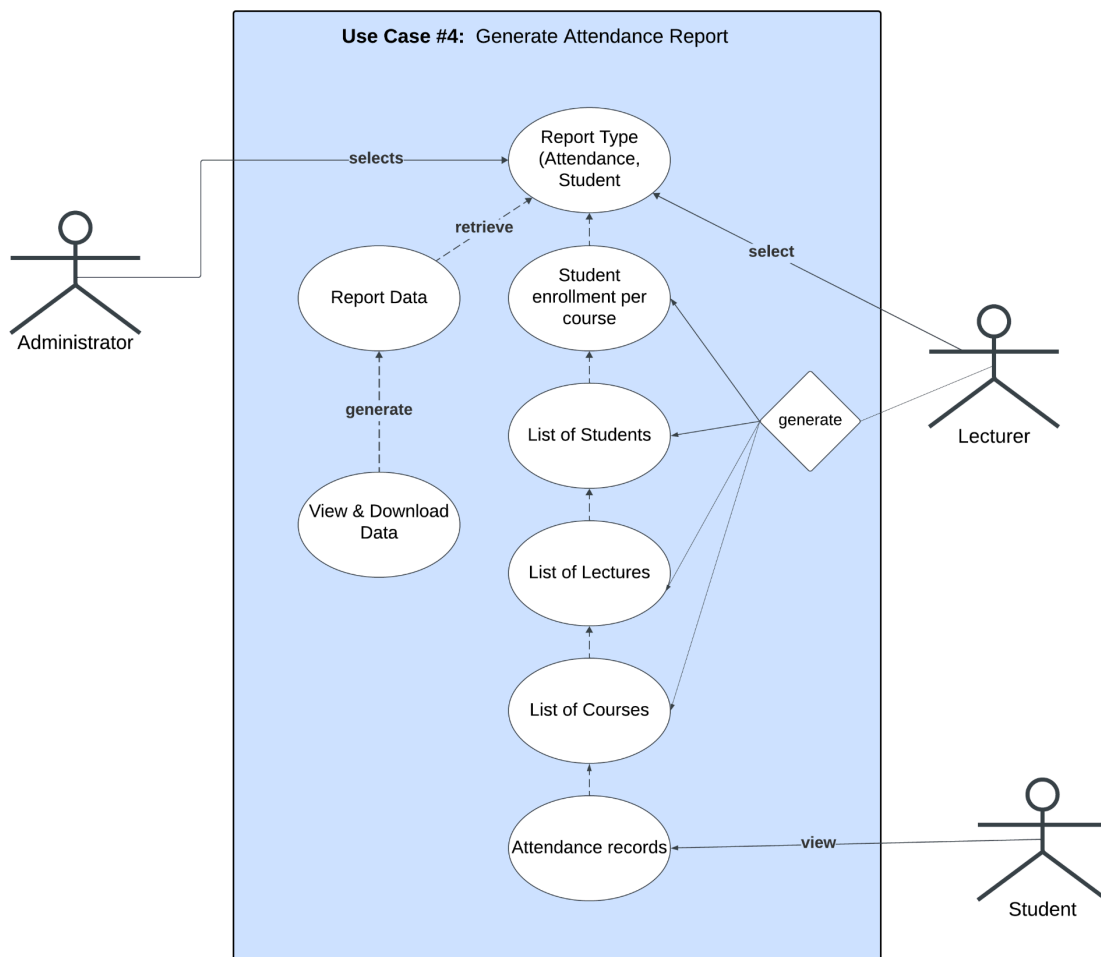 Use Case #4: Generate Attendance Report
Report Type
(Attendance,
Student
selects
retrieve
select
Administrator
Report Data
Student
enrollment per
course
generate
generate
Lecturer
List of Students
View & Download
Data
List of Lectures
List of Courses
Attendance records
view
Student